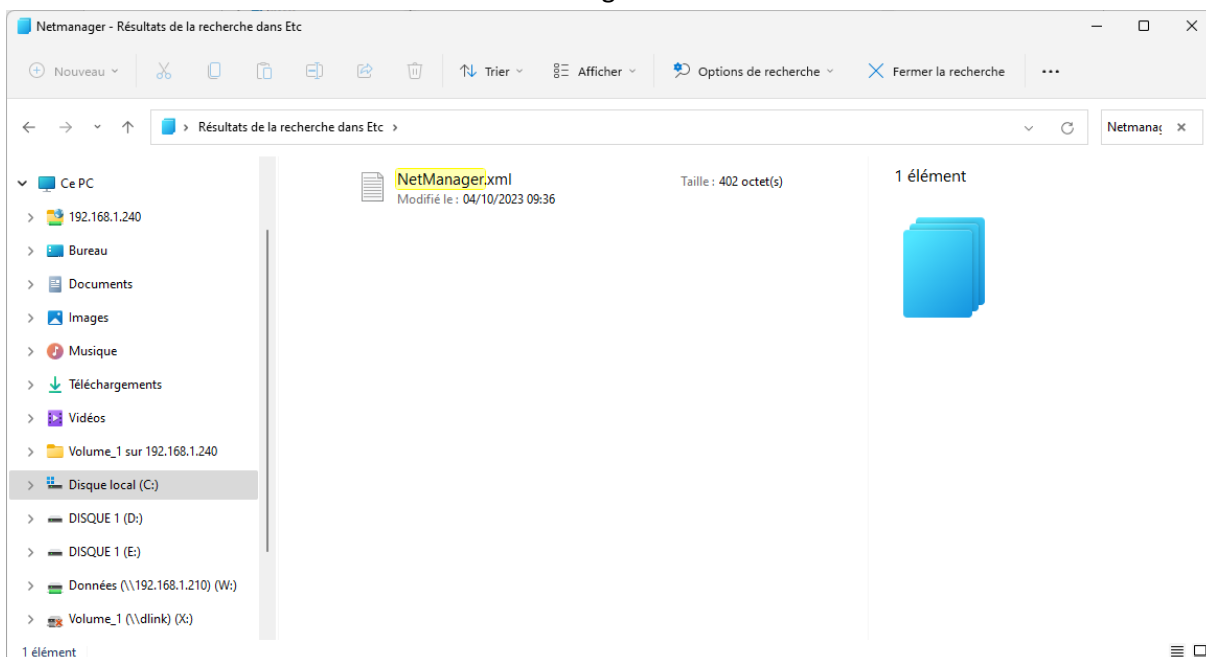 Netmanager - Résultats de la recherche dans Etc
Nouveau
Trier
Afficher
Options de recherche
Fermer la recherche
Résultats de la recherche dans Etc
Ce PC
192.168.1.240
Bureau
Documents
Images
Musique
Téléchargements
Vidéos
Volume_1 sur 192.168.1.240
Disque local (C:)
DISQUE 1 (D:)
DISQUE 1 (E:)
Données (\\192.168.1.210) (W:)
Volume_1 (\\dlink) (X:)
NetManager.xml
Modifié le : 04/10/2023 09:36
Taille : 402 octet(s)
1 élément
1 élément